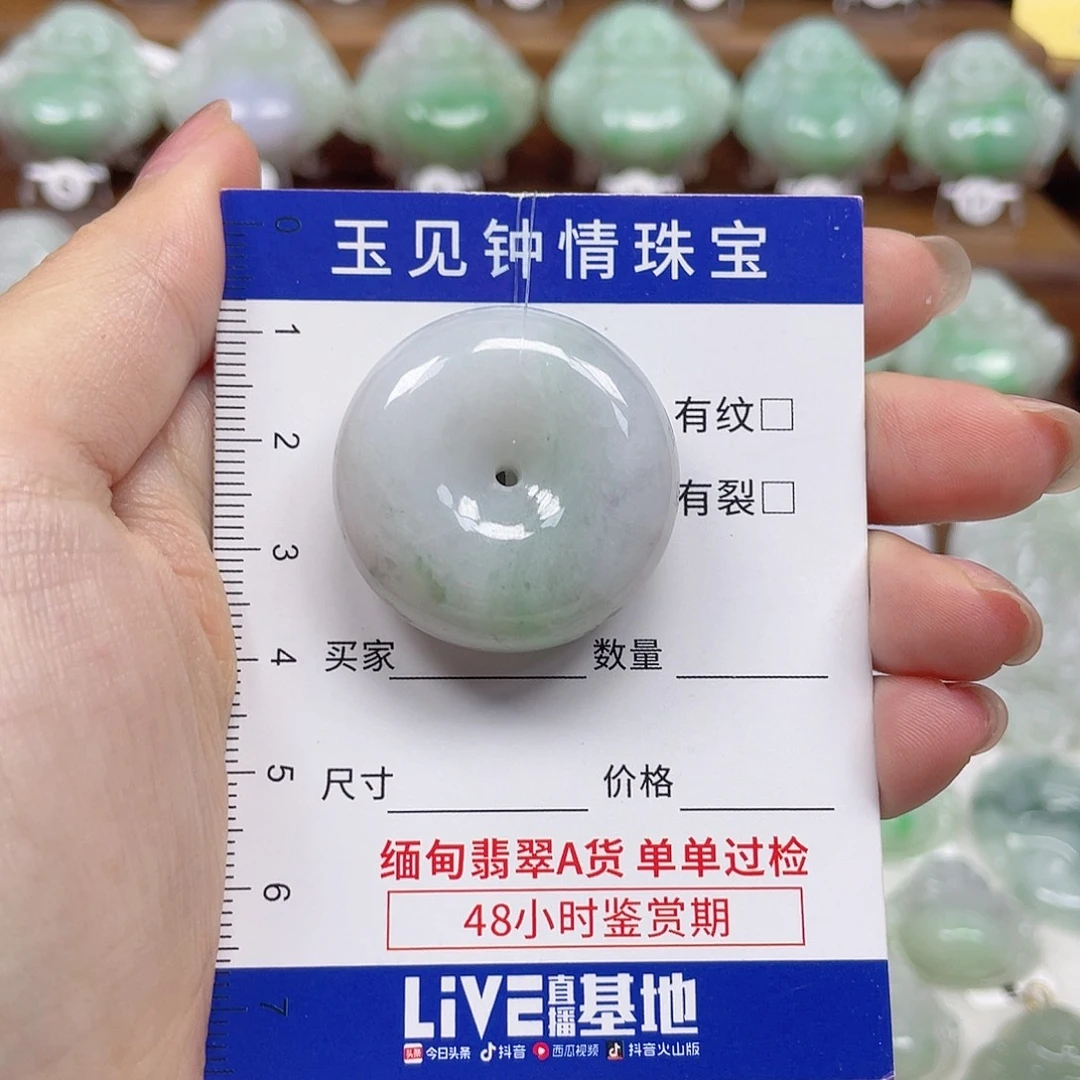 玉见钟情珠宝
0
1
2
3
4
5
6
7
有纹□
有裂□
买家 数量
尺寸 价格
缅甸翡翠A货 单单过检
48小时鉴赏期
LiVE直播基地
头条 今日头条 抖音 西瓜视频 抖音火山版